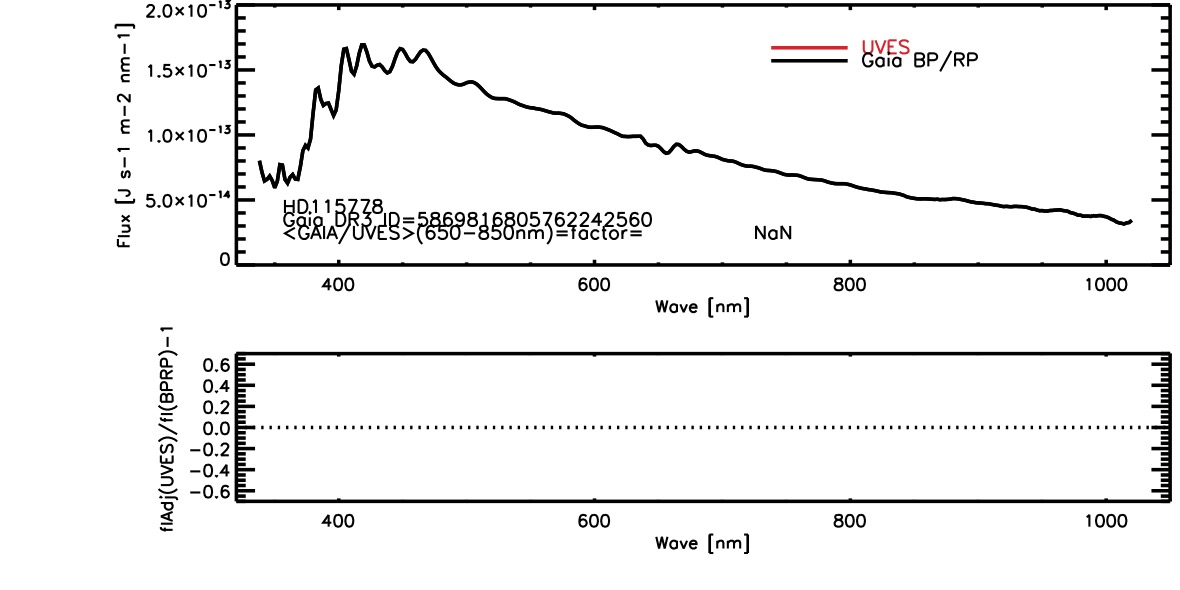 2.0×10−13
1.5×10−13
1.0×10−13
5.0×10−14
0
Flux [J s−1 m−2 nm−1]
UVES
Gaia BP/RP
HD115778
Gaia DR3 ID=5869816805762242560
<GAIA/UVES>(650−850nm)=factor= NaN
400 600 800 1000
Wave [nm]
flAdj(UVES)/fl(BPRP)−1
0.6
0.4
0.2
0.0
−0.2
−0.4
−0.6
400 600 800 1000
Wave [nm]